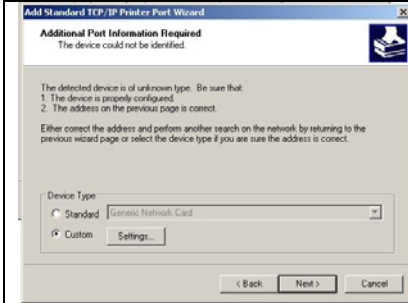 Add Standard TCP/IP Printer Port Wizard
Additional Port Information Required
The device could not be identified.
The detected device is of unknown type. Be sure that:
1. The device is properly configured.
2. The address on the previous page is correct.
Either correct the address and perform another search on the network by returning to the
previous wizard page or select the device type if you are sure the address is correct.
Device Type
Standard Generic Network Card
Custom Settings...
< Back Next > Cancel